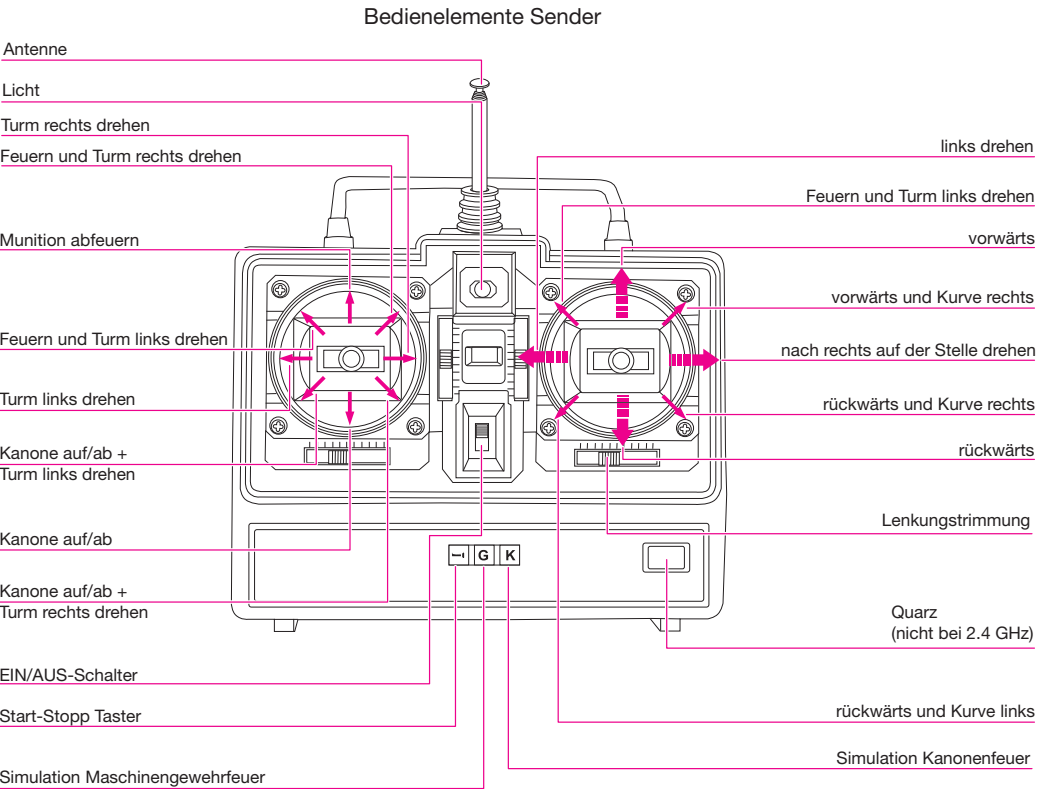 Bedienelemente Sender
Antenne
Licht
Turm rechts drehen
Feuern und Turm rechts drehen
Munition abfeuern
Feuern und Turm links drehen
Turm links drehen
Kanone auf/ab +
Turm links drehen
Kanone auf/ab
Kanone auf/ab +
Turm rechts drehen
EIN/AUS-Schalter
Start-Stopp Taster
Simulation Maschinengewehrfeuer
links drehen
Feuern und Turm links drehen
vorwärts
vorwärts und Kurve rechts
nach rechts auf der Stelle drehen
rückwärts und Kurve rechts
rückwärts
Lenkungstrimmung
Quarz
(nicht bei 2.4 GHz)
rückwärts und Kurve links
Simulation Kanonenfeuer
G K